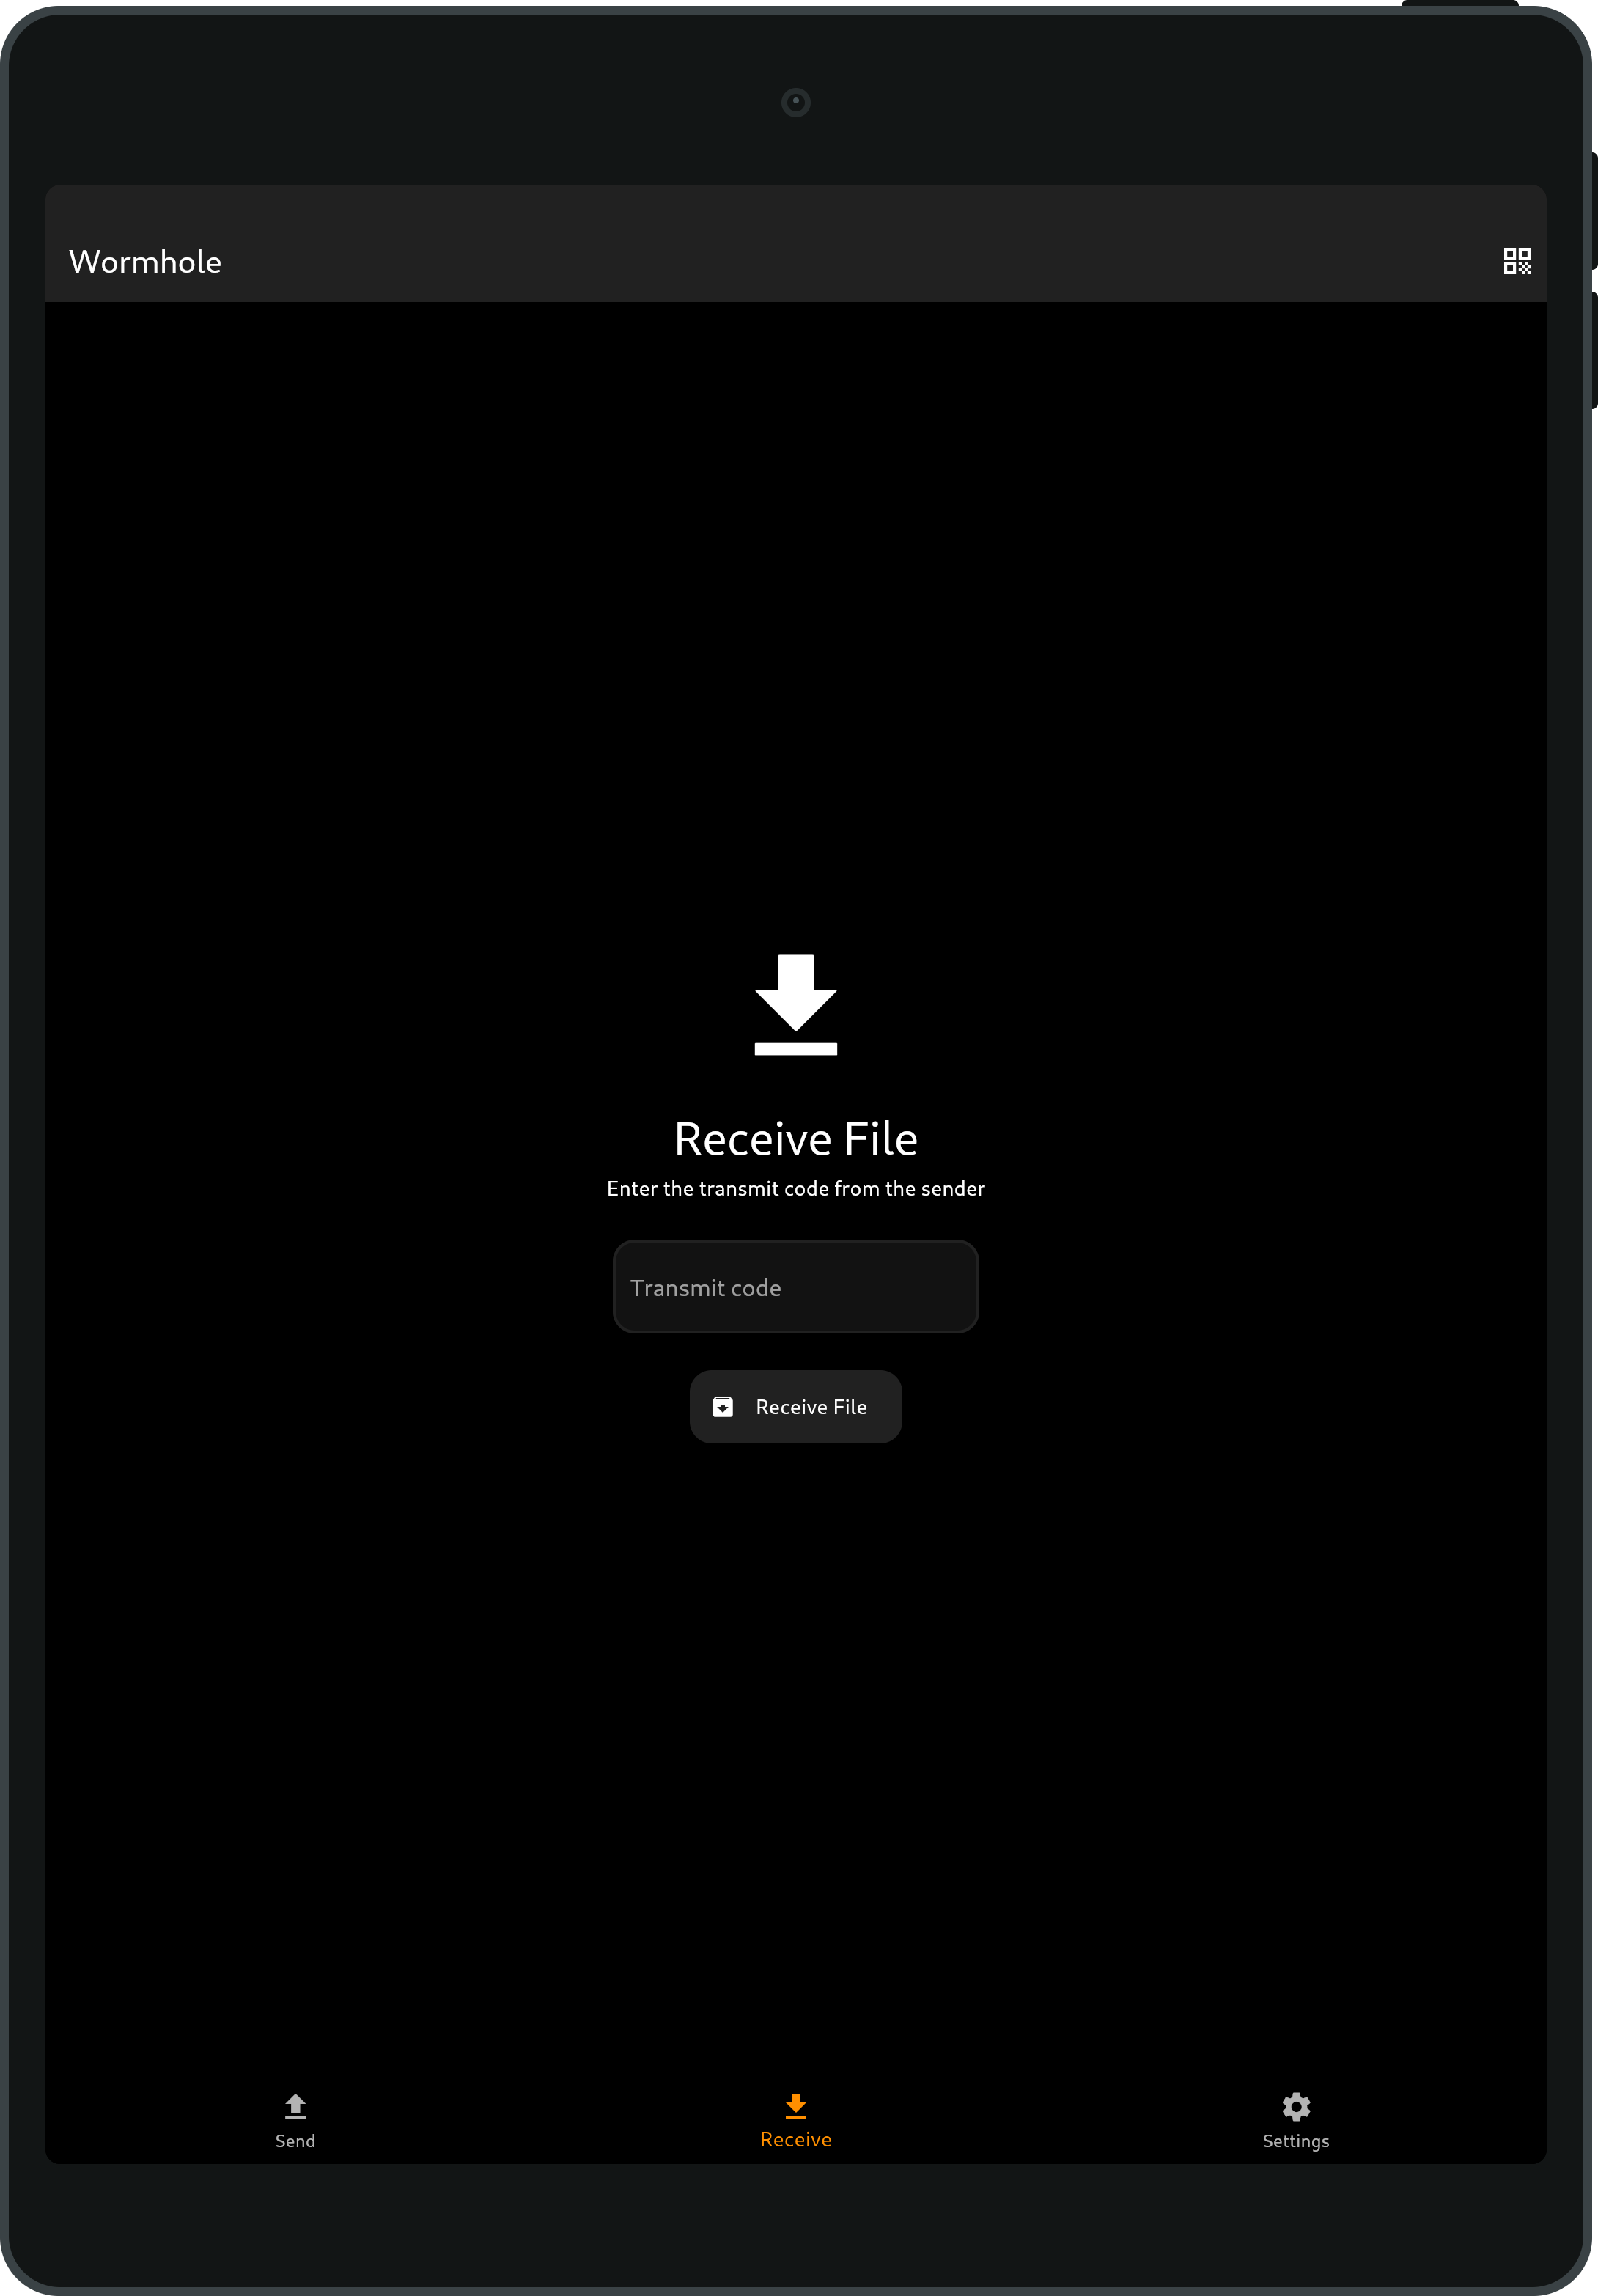 Wormhole
Receive File
Enter the transmit code from the sender
Transmit code
Receive File
Send
Receive
Settings